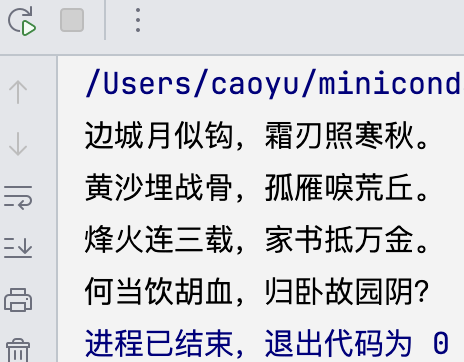 /Users/caoyu/minicond
边城月似钩，霜刃照寒秋。
黄沙埋战骨，孤雁唳荒丘。
烽火连三载，家书抵万金。
何当饮胡血，归卧故园阴？
进程已结束，退出代码为 0